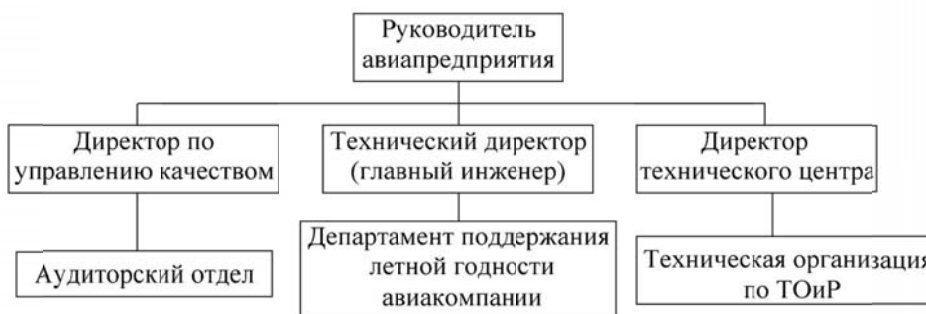 Руководитель
авиапредприятия
Директор по
управлению качеством
Технический директор
(главный инженер)
Директор
технического центра
Аудиторский отдел
Департамент поддержания
летной годности
авиакомпании
Техническая организация
по ТОиР